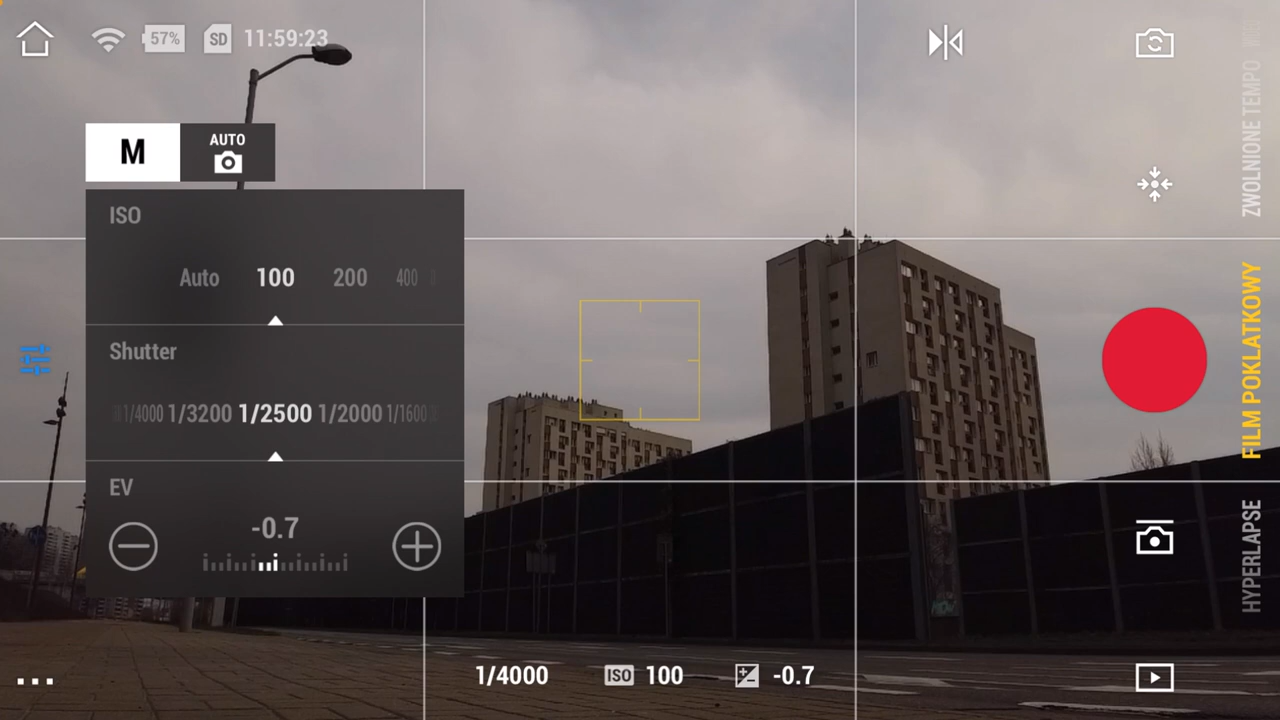 57%
SD
11:59:23
M
AUTO
ISO
Auto 100 200 400
Shutter
1/4000 1/3200 1/2500 1/2000 1/1600
EV
-0.7
1/4000 ISO 100 -0.7
ZWOLNIONE TEMPO
FILM POKLATKOWY
HYPERLAPSE